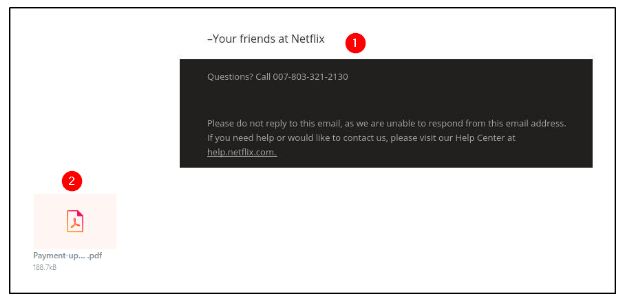 –Your friends at Netflix
1
Questions? Call 007-803-321-2130
Please do not reply to this email, as we are unable to respond from this email address.
If you need help or would like to contact us, please visit our Help Center at
help.netflix.com.
2
Payment-up... .pdf
188.7kB